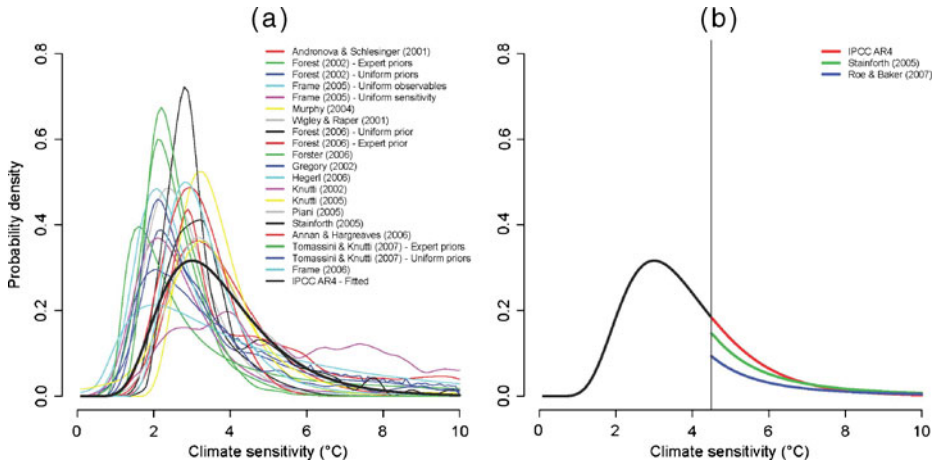 (a)
Probability density
0.8
0.6
0.4
0.2
0.0
Andronova & Schlesinger (2001)
Forest (2002) - Expert priors
Forest (2002) - Uniform priors
Frame (2005) - Uniform observables
Frame (2005) - Uniform sensitivity
Murphy (2004)
Wigley & Raper (2001)
Forest (2006) - Uniform prior
Forest (2006) - Expert prior
Forster (2006)
Gregory (2002)
Hegerl (2006)
Knutti (2002)
Knutti (2005)
Piani (2005)
Stainforth (2005)
Annan & Hargreaves (2006)
Tomassini & Knutti (2007) - Expert priors
Tomassini & Knutti (2007) - Uniform priors
Frame (2006)
IPCC AR4 - Fitted
0 2 4 6 8 10
Climate sensitivity (°C)
(b)
0.8
0.6
0.4
0.2
0.0
IPCC AR4
Stainforth (2005)
Roe & Baker (2007)
0 2 4 6 8 10
Climate sensitivity (°C)